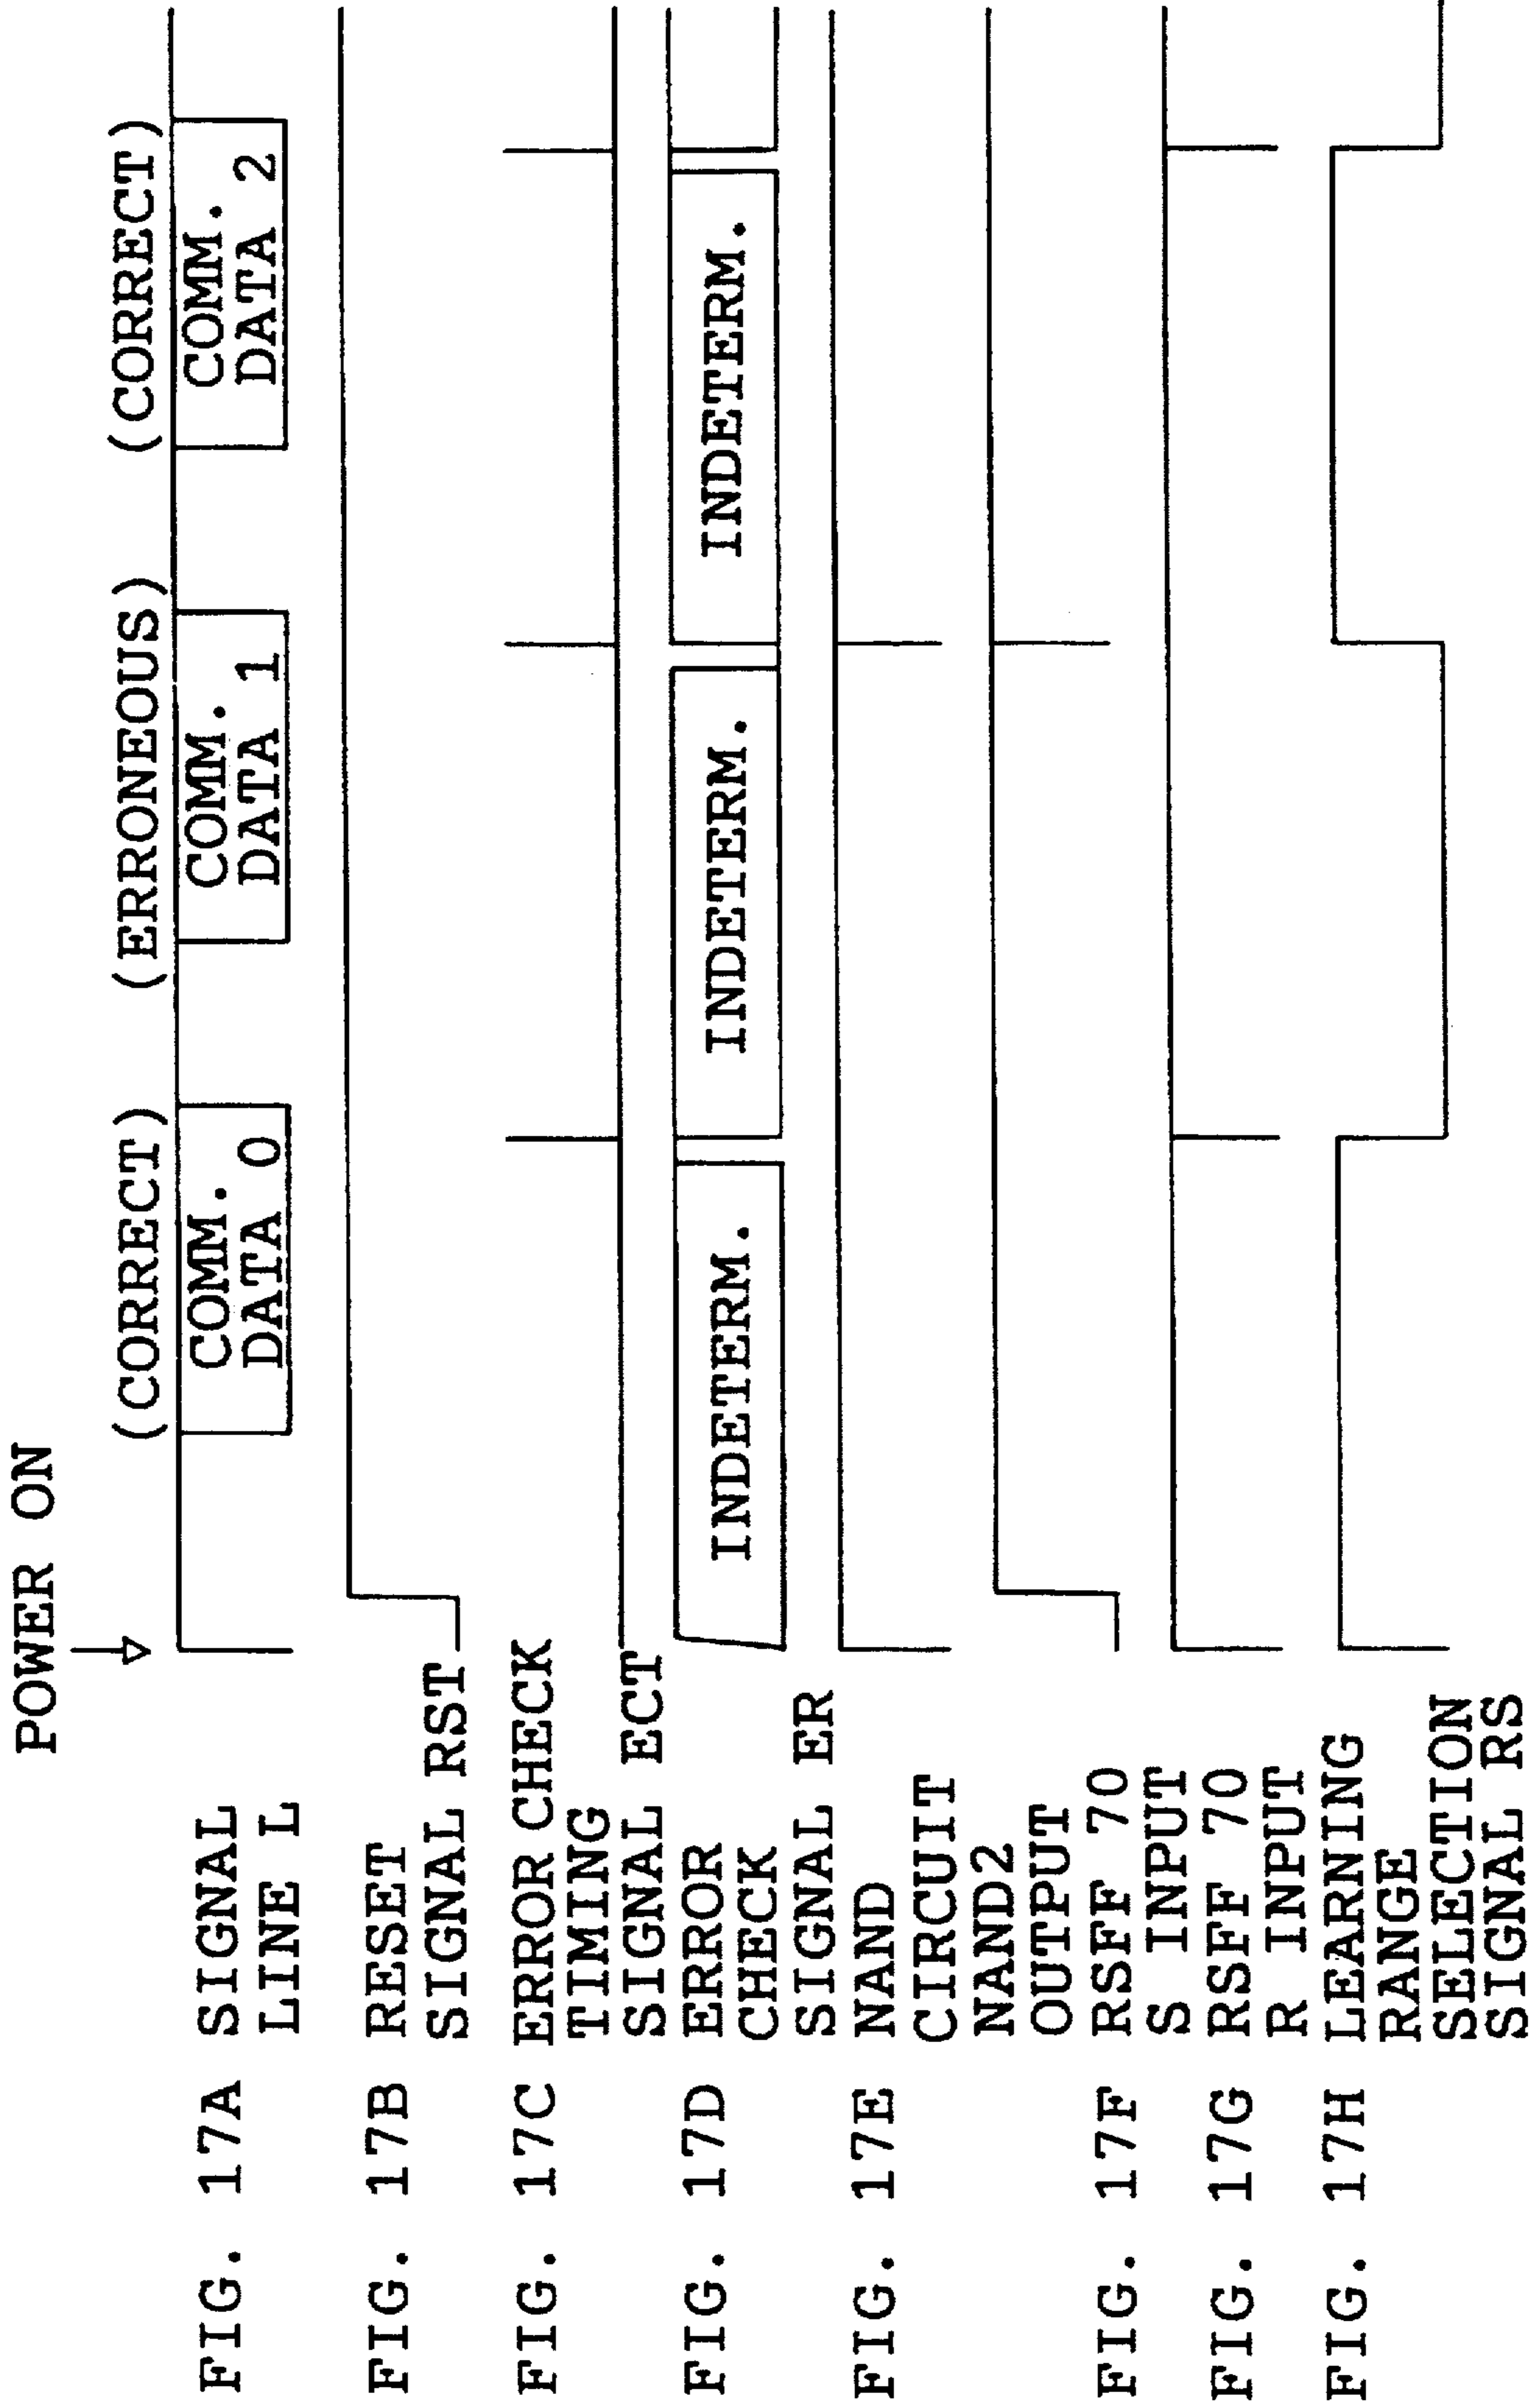 POWER ON
(CORRECT)
(ERRONEOUS)
(CORRECT)
FIG. 17A SIGNAL
LINE L
COMM.
DATA 0
COMM.
DATA 1
COMM.
DATA 2
FIG. 17B RESET
SIGNAL RST
FIG. 17C ERROR CHECK
TIMING
SIGNAL ECT
FIG. 17D ERROR
CHECK
SIGNAL ER
INDETERM.
INDETERM.
INDETERM.
FIG. 17E NAND
CIRCUIT
NAND2
OUTPUT
FIG. 17F RSFF 70
S INPUT
FIG. 17G RSFF 70
R INPUT
FIG. 17H LEARNING
RANGE
SELECTION
SIGNAL RS